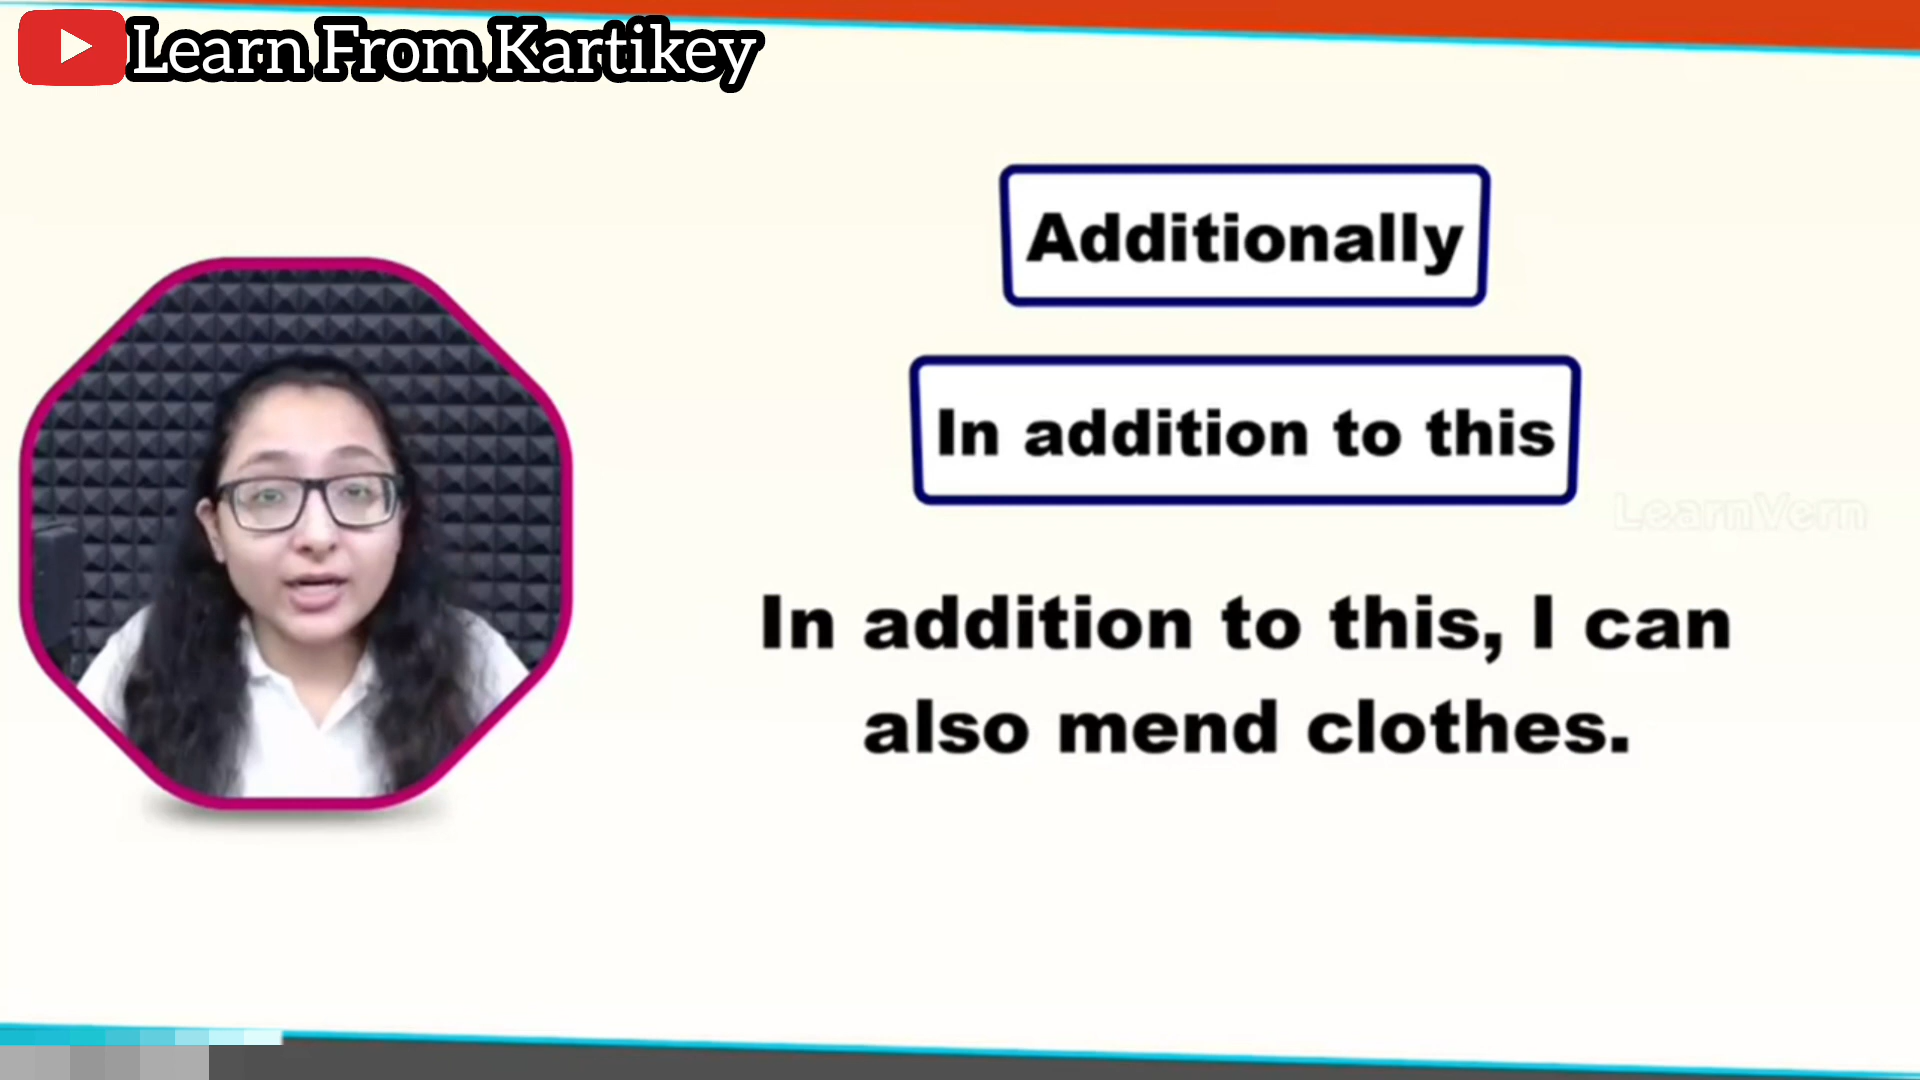 Learn From Kartikey
Additionally
In addition to this
LearnVern
In addition to this, I can
also mend clothes.